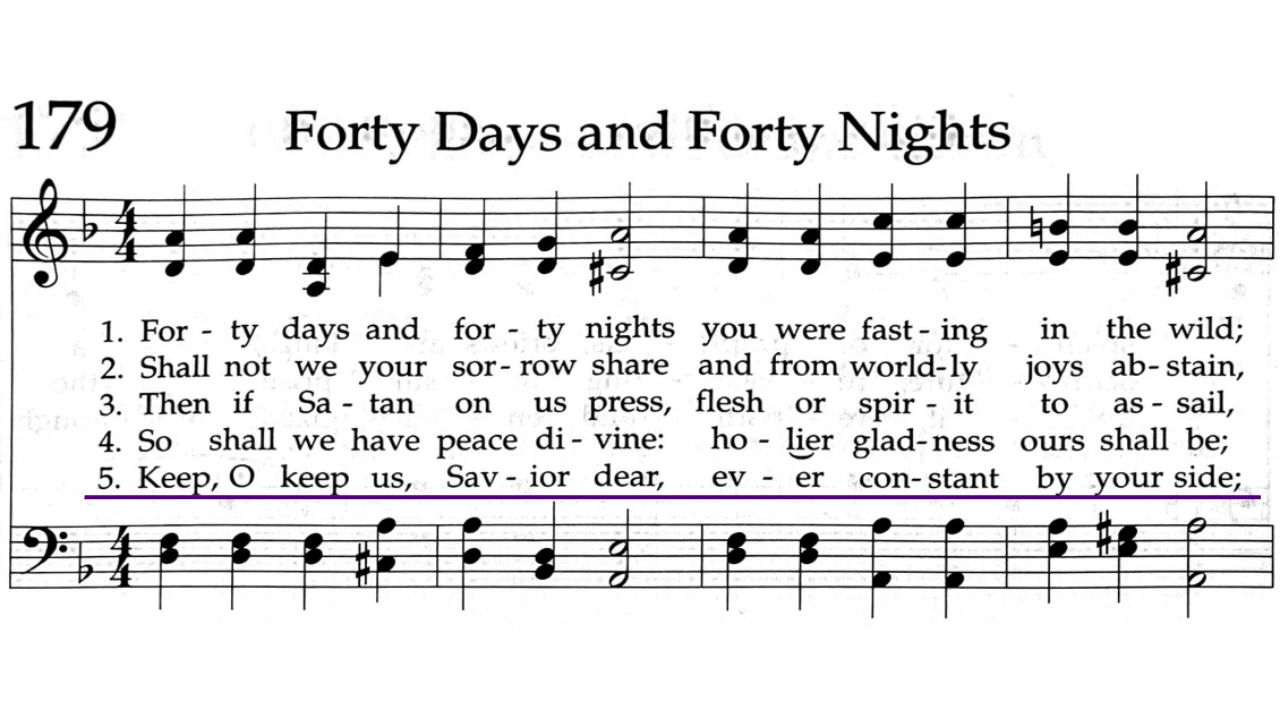 179 Forty Days and Forty Nights
4 4
1. For - ty days and for - ty nights you were fast - ing in the wild;
2. Shall not we your sor - row share and from world - ly joys ab - stain,
3. Then if Sa - tan on us press, flesh or spir - it to as - sail,
4. So shall we have peace di - vine: ho - lier glad - ness ours shall be;
5. Keep, O keep us, Sav - ior dear, ev - er con - stant by your side;
4 4